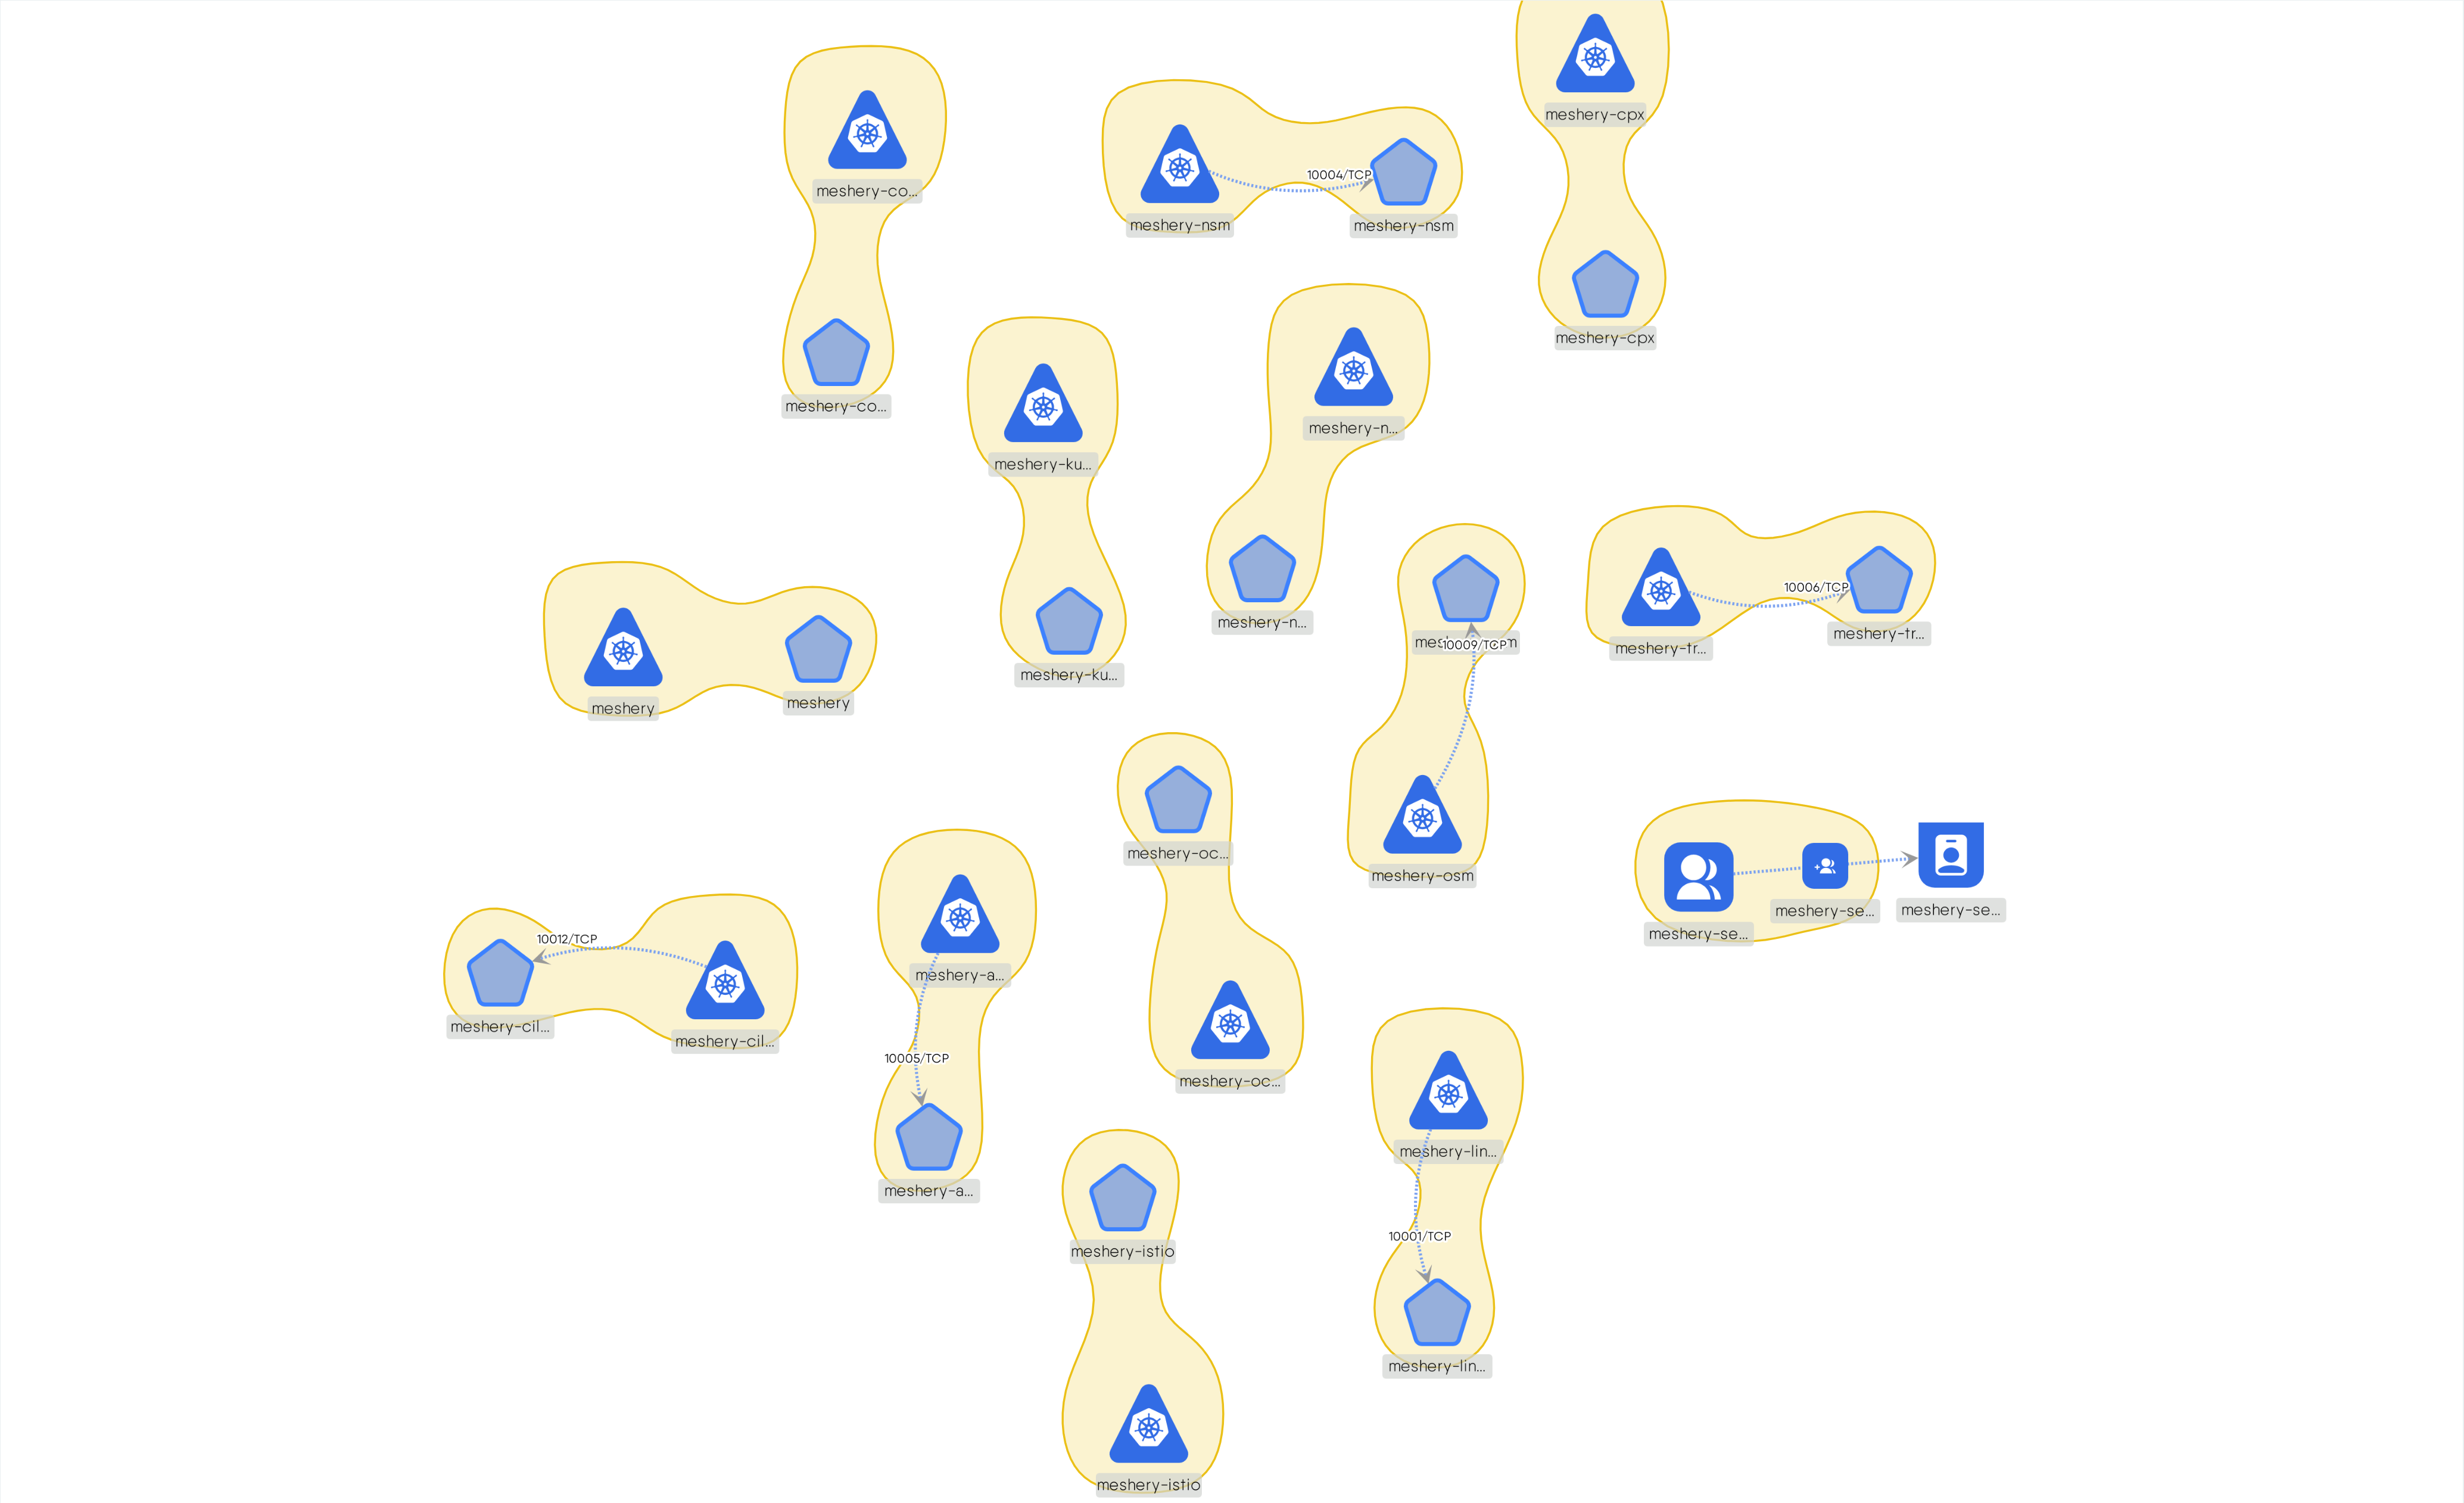 meshery-cpx
meshery-co...
10004/TCP
meshery-nsm
meshery-nsm
meshery-cpx
meshery-co...
meshery-n...
meshery-ku...
meshery-n...
10006/TCP
meshery-tr...
meshery-tr...
10009/TCP
meshery-ku...
meshery
meshery
meshery-oc...
meshery-osm
meshery-se...
meshery-se...
meshery-se...
10012/TCP
meshery-cil...
meshery-cil...
meshery-a...
10005/TCP
meshery-oc...
meshery-lin...
meshery-a...
10001/TCP
meshery-istio
meshery-lin...
meshery-istio